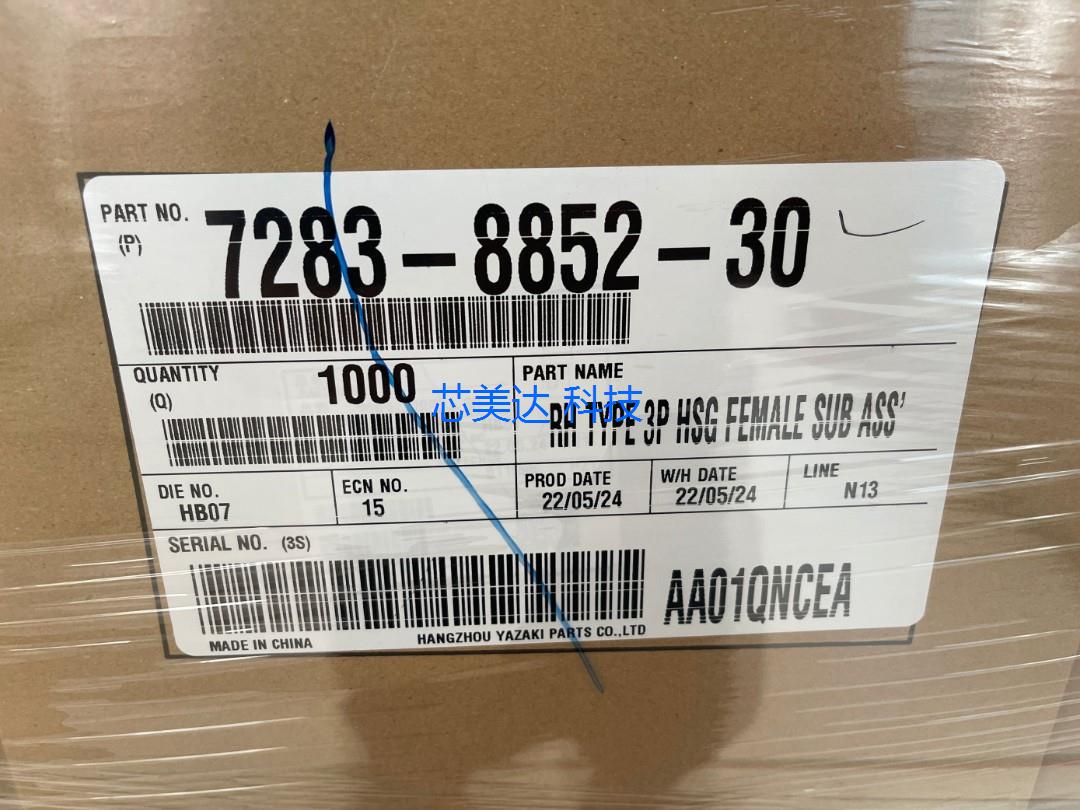 PART NO.
(P)
7283-8852-30
QUANTITY
(Q)
1000
PART NAME
RH TYPE 3P HSG FEMALE SUB ASS'
芯美达 科技
DIE NO.
HB07
ECN NO.
15
PROD DATE
22/05/24
W/H DATE
22/05/24
LINE
N13
SERIAL NO. (3S)
AA01QNCEA
MADE IN CHINA
HANGZHOU YAZAKI PARTS CO.,LTD